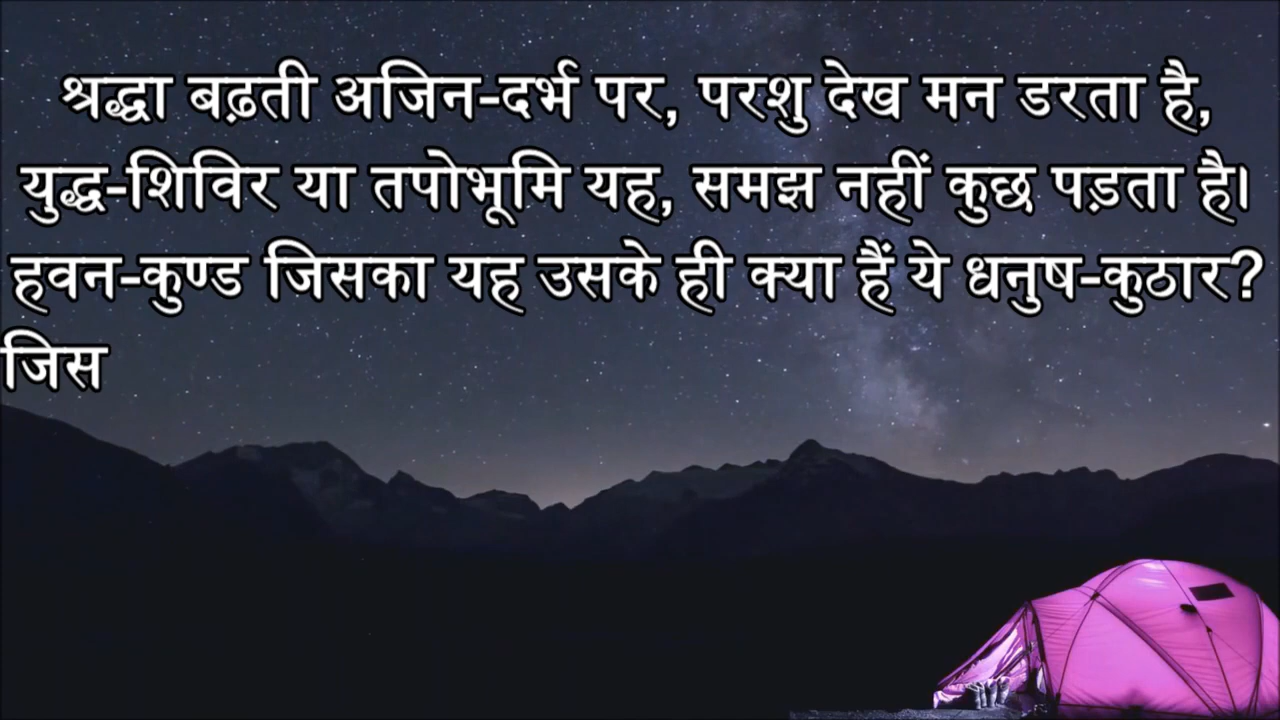 श्रद्धा बढ़ती अजिन-दर्भ पर, परशु देख मन डरता है,
युद्ध-शिविर या तपोभूमि यह, समझ नहीं कुछ पड़ता है।
हवन-कुण्ड जिसका यह उसके ही क्या हैं ये धनुष-कुठार?
जिस